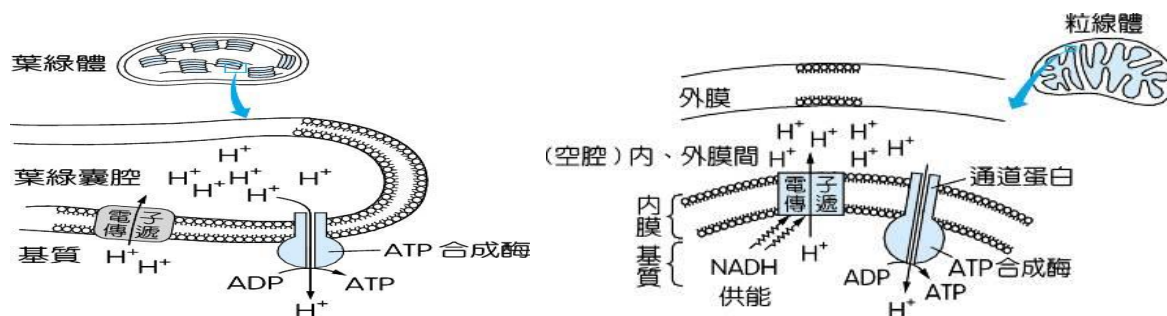 葉綠體
葉綠囊腔
H⁺
H⁺
H⁺
H⁺
H⁺
H⁺
電子
傳遞
基質
H⁺
H⁺
ATP 合成酶
ADP
ATP
H⁺
粒線體
外膜
H⁺
H⁺
H⁺
H⁺
H⁺
H⁺
H⁺
(空腔)內、外膜間
通道蛋白
電子
傳遞
內膜
基質
NADH
供能
H⁺
ATP合成酶
ADP
ATP
H⁺